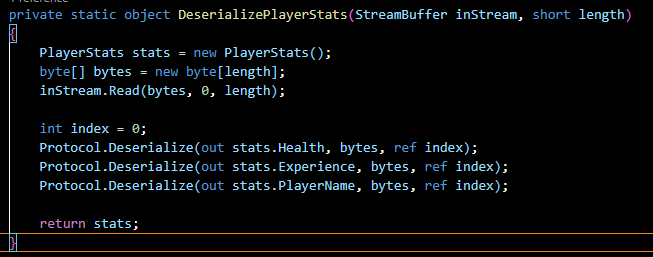 private static object DeserializePlayerStats(StreamBuffer inStream, short length)
{
PlayerStats stats = new PlayerStats();
byte[] bytes = new byte[length];
inStream.Read(bytes, 0, length);
int index = 0;
Protocol.Deserialize(out stats.Health, bytes, ref index);
Protocol.Deserialize(out stats.Experience, bytes, ref index);
Protocol.Deserialize(out stats.PlayerName, bytes, ref index);
return stats;
}